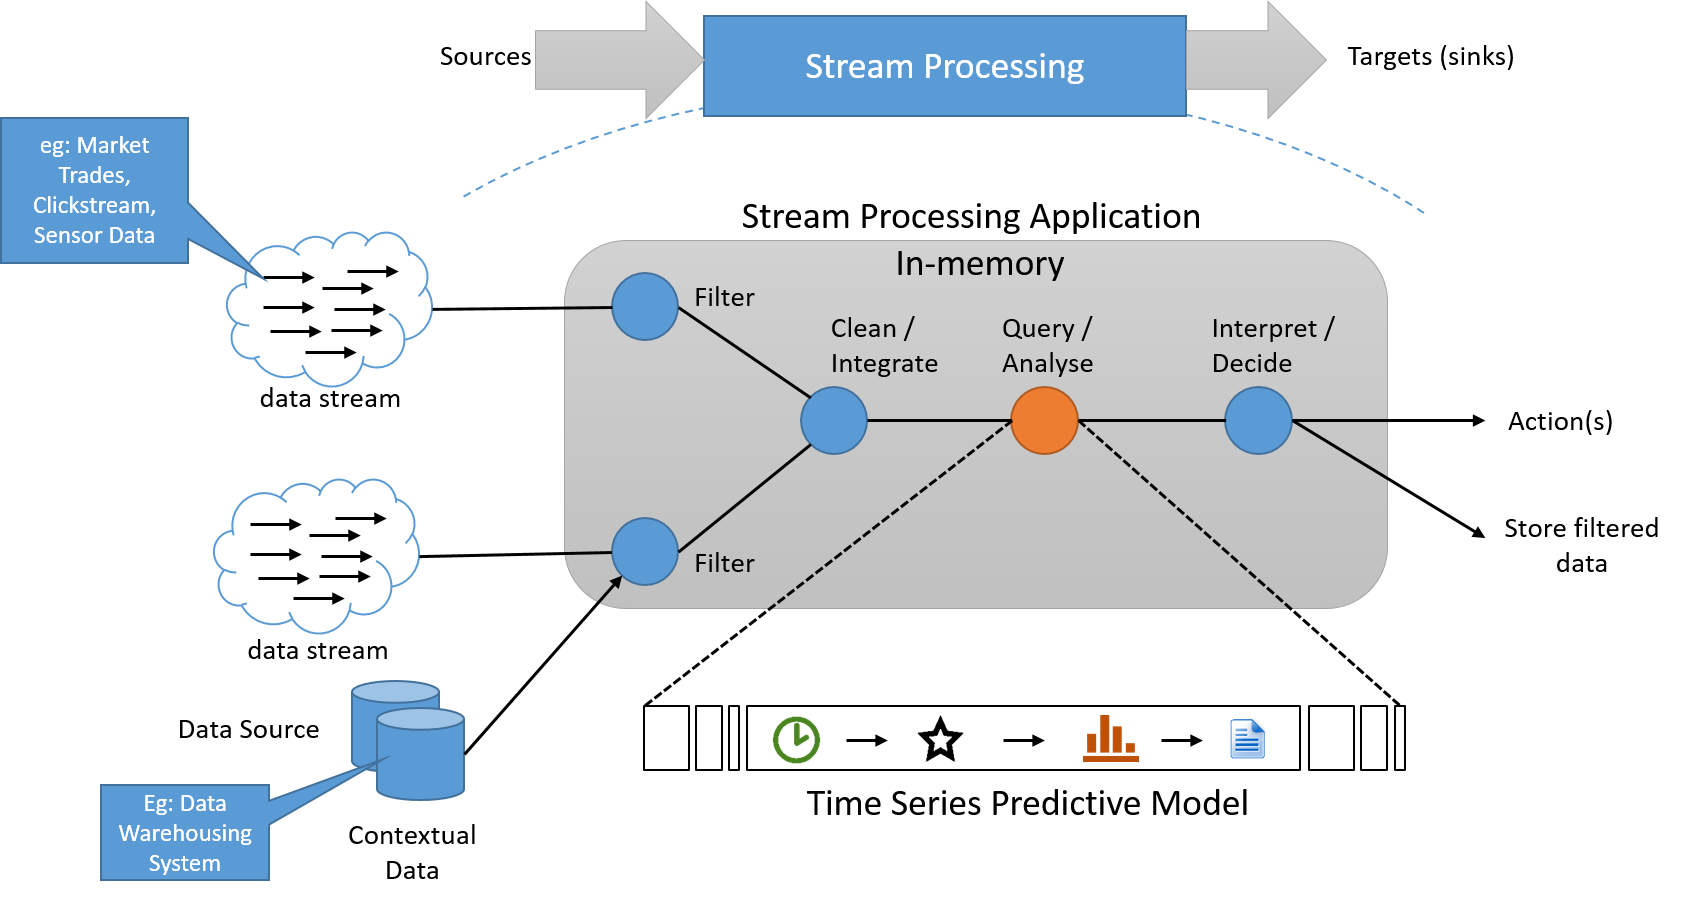 Sources
Stream Processing
Targets (sinks)
eg: Market
Trades,
Clickstream,
Sensor Data
Stream Processing Application
In-memory
Filter
Clean /
Integrate
Query /
Analyse
Interpret /
Decide
data stream
Action(s)
Store filtered
data
Filter
data stream
Data Source
Eg: Data
Warehousing
System
Contextual
Data
Time Series Predictive Model